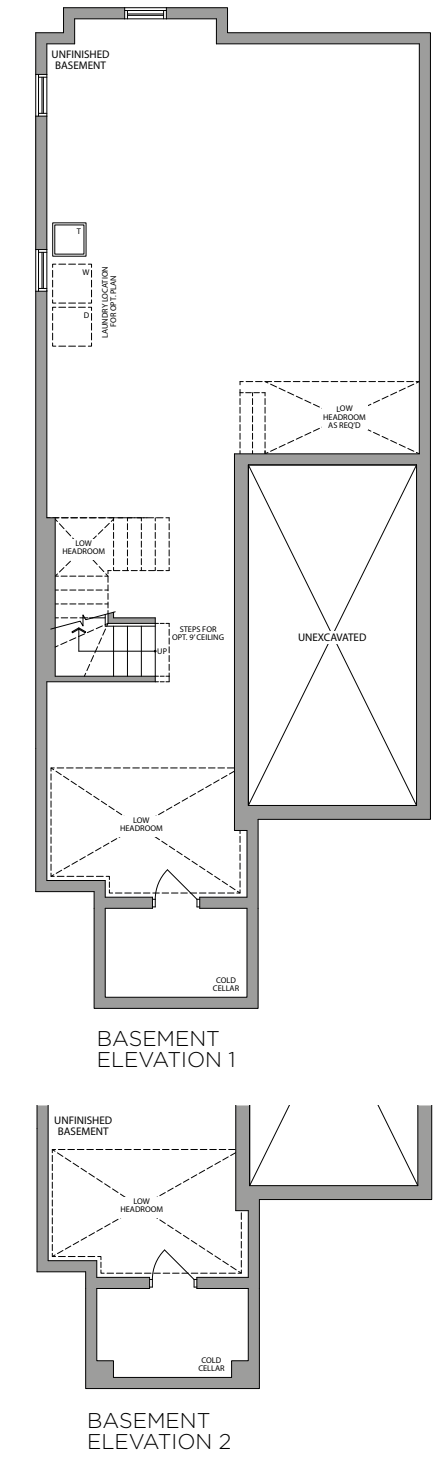 UNFINISHED
BASEMENT
T
W
D
LAUNDRY LOCATION
FOR OPT. PLAN
LOW
HEADROOM
AS REQ'D
LOW
HEADROOM
STEPS FOR
OPT. 9' CEILING
UP
UNEXCAVATED
LOW
HEADROOM
COLD
CELLAR
BASEMENT
ELEVATION 1
UNFINISHED
BASEMENT
LOW
HEADROOM
COLD
CELLAR
BASEMENT
ELEVATION 2